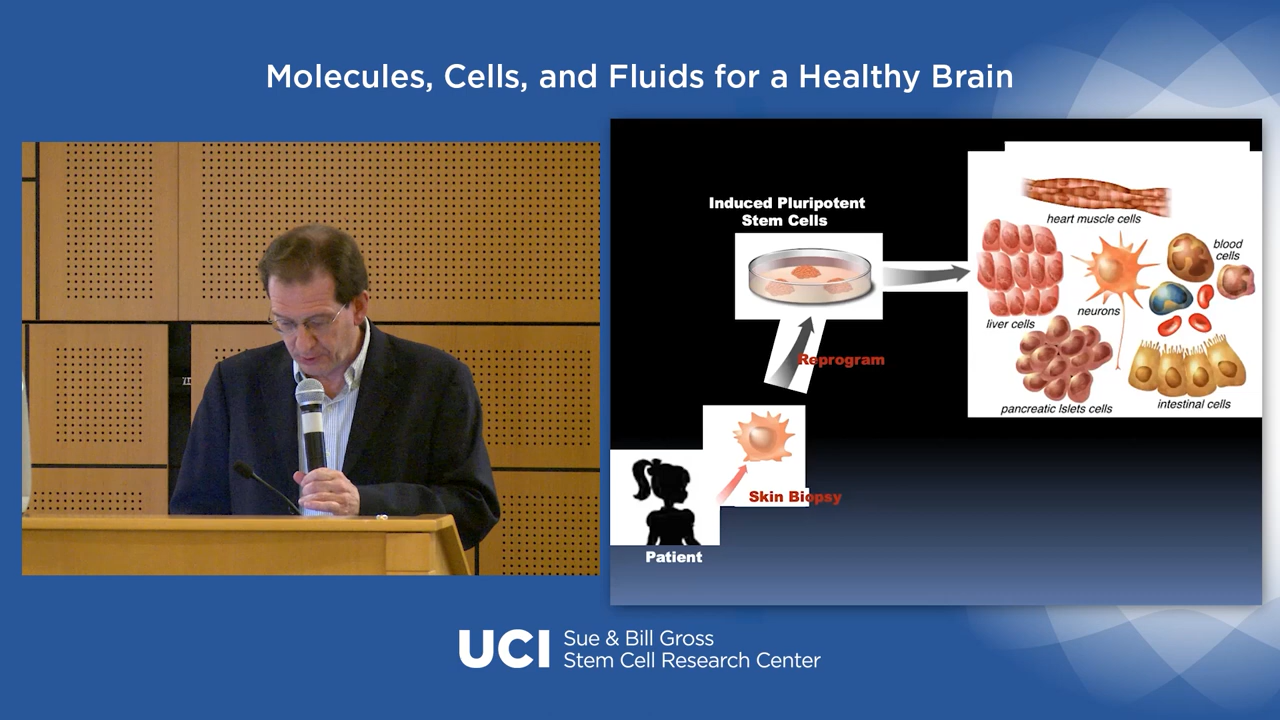 Molecules, Cells, and Fluids for a Healthy Brain
Induced Pluripotent
Stem Cells
Reprogram
Skin Biopsy
Patient
heart muscle cells
blood
cells
neurons
liver cells
pancreatic Islets cells
intestinal cells
UCI
Sue & Bill Gross
Stem Cell Research Center